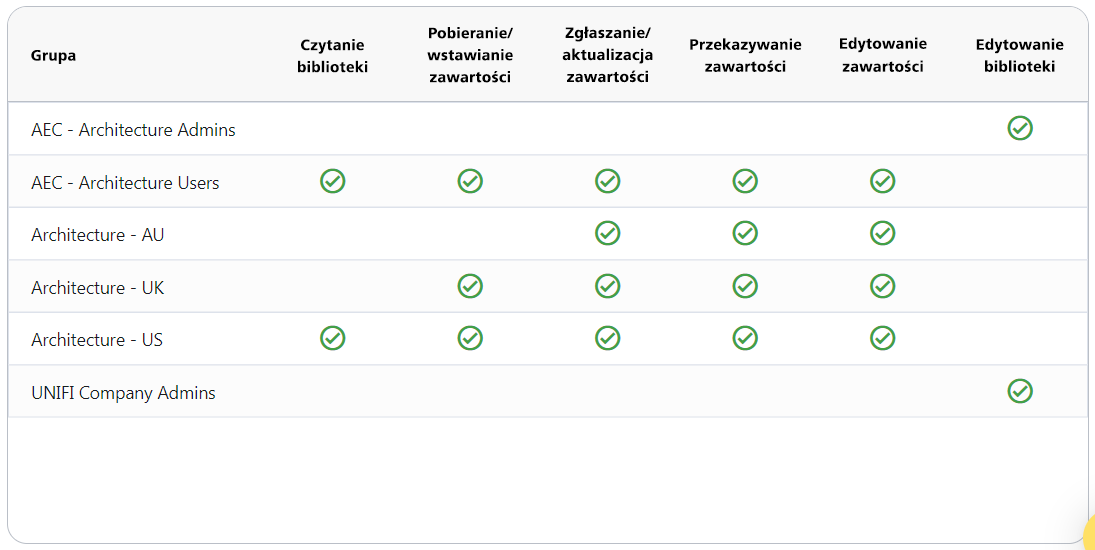 Grupa
Czytanie
biblioteki
Pobieranie/
wstawianie
zawartości
Zgłaszanie/
aktualizacja
zawartości
Przekazywanie
zawartości
Edytowanie
zawartości
Edytowanie
biblioteki
AEC - Architecture Admins
AEC - Architecture Users
Architecture - AU
Architecture - UK
Architecture - US
UNIFI Company Admins